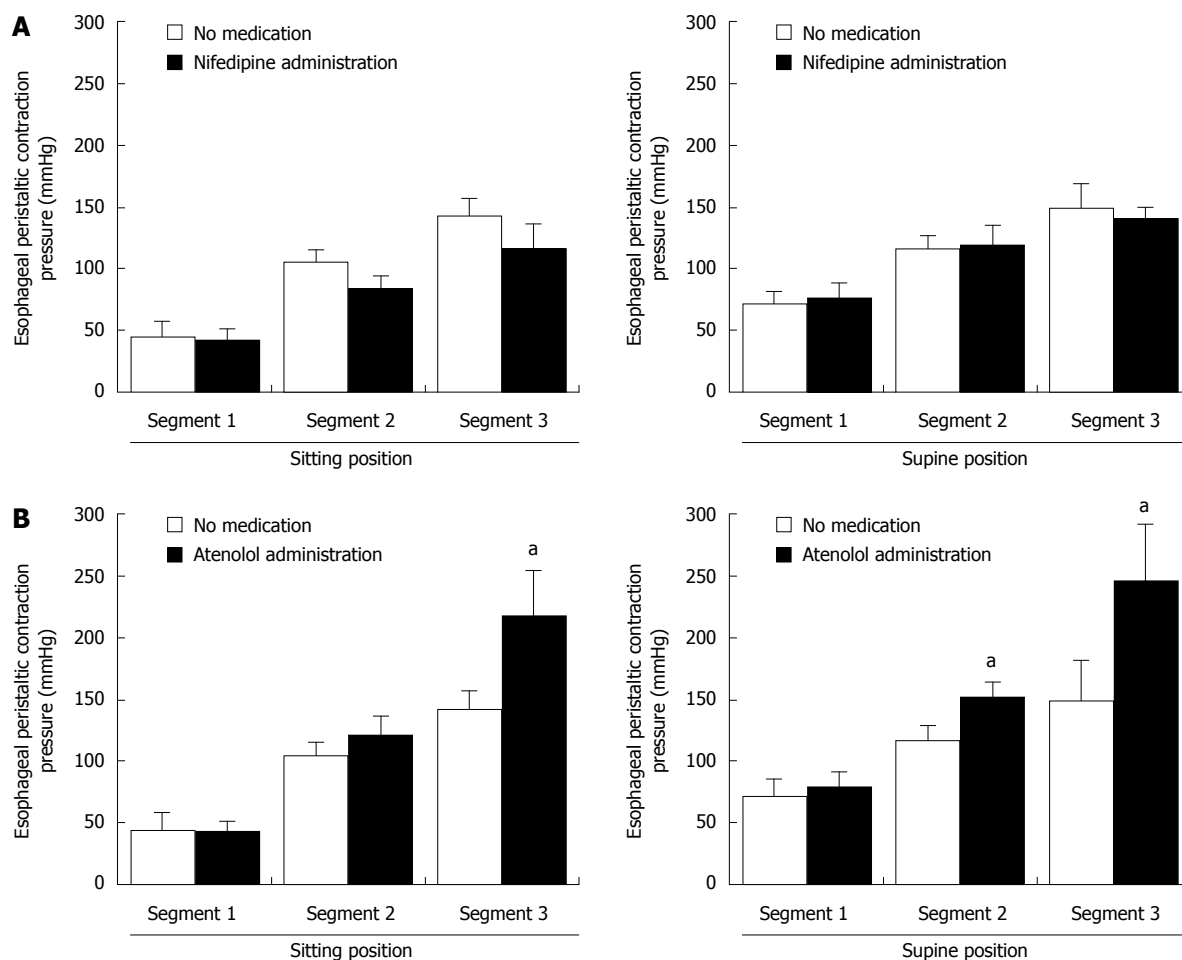 A
Esophageal peristaltic contraction
pressure (mmHg)
300
250
200
150
100
50
0
No medication
Nifedipine administration
Segment 1 Segment 2 Segment 3
Sitting position
Esophageal peristaltic contraction
pressure (mmHg)
300
250
200
150
100
50
0
No medication
Nifedipine administration
Segment 1 Segment 2 Segment 3
Supine position
B
Esophageal peristaltic contraction
pressure (mmHg)
300
250
200
150
100
50
0
No medication
Atenolol administration
a
Segment 1 Segment 2 Segment 3
Sitting position
Esophageal peristaltic contraction
pressure (mmHg)
300
250
200
150
100
50
0
No medication
Atenolol administration
a
a
Segment 1 Segment 2 Segment 3
Supine position